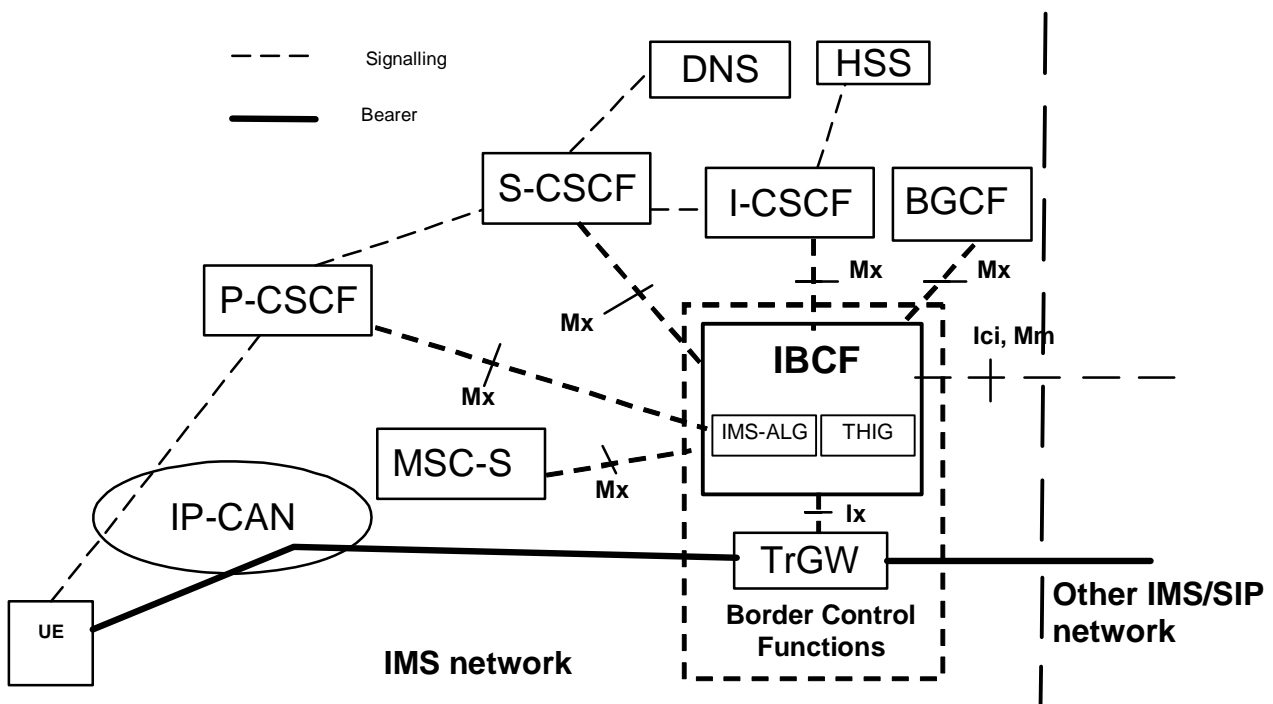 Signalling
Bearer
DNS
HSS
S-CSCF
I-CSCF
BGCF
P-CSCF
Mx
Mx
Mx
Mx
Ici, Mm
IBCF
IMS-ALG
THIG
MSC-S
Mx
IP-CAN
Ix
TrGW
UE
Border Control
Functions
Other IMS/SIP
network
IMS network